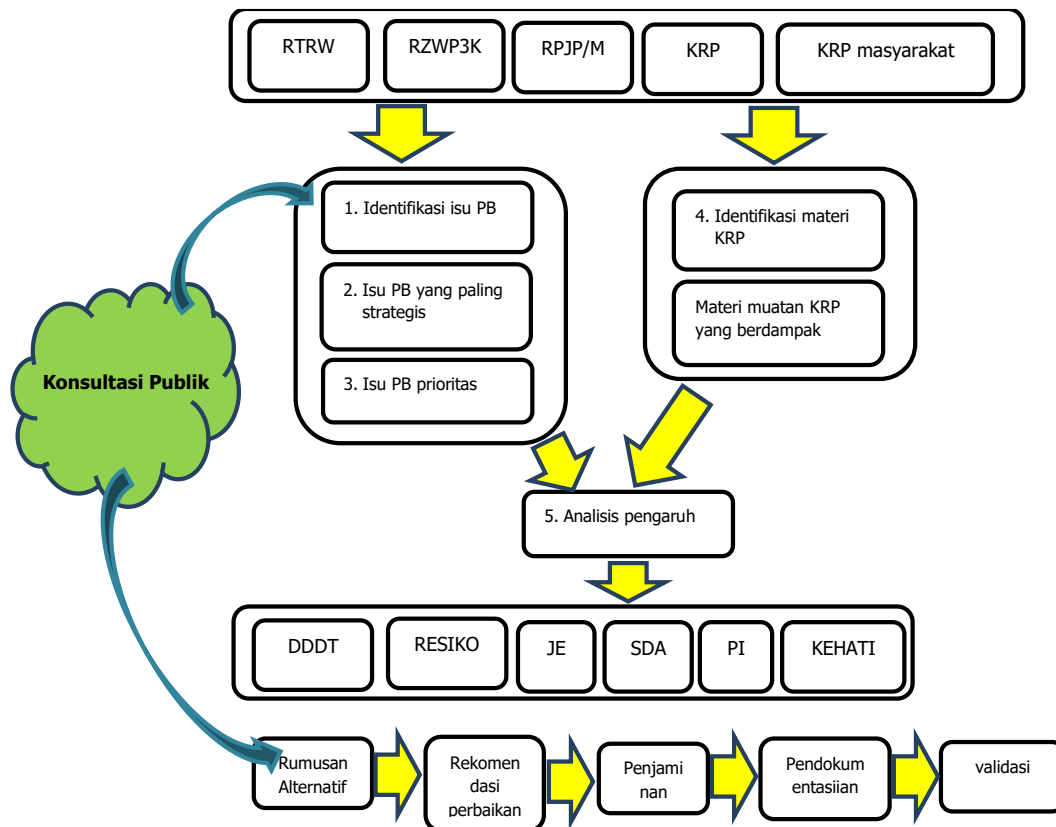 RTRW
RZWP3K
RPJP/M
KRP
KRP masyarakat
1. Identifikasi isu PB
2. Isu PB yang paling
strategis
3. Isu PB prioritas
4. Identifikasi materi
KRP
Materi muatan KRP
yang berdampak
Konsultasi Publik
5. Analisis pengaruh
DDDT
RESIKO
JE
SDA
PI
KEHATI
Rumusan
Alternatif
Rekomen
dasi
perbaikan
Penjami
nan
Pendokum
entasiian
validasi